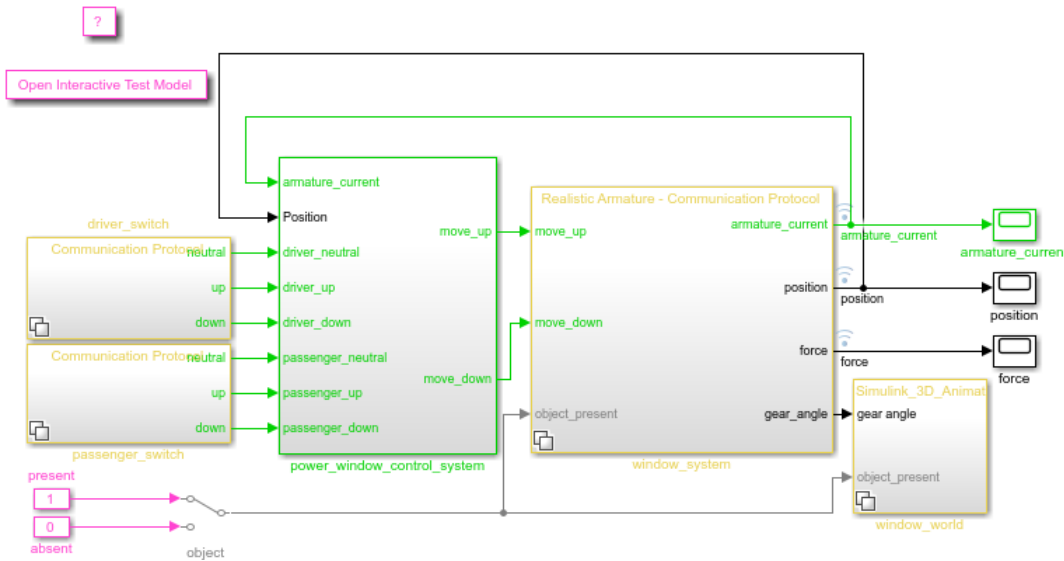 ?
Open Interactive Test Model
driver_switch
Communication Protocol
neutral
up
down
Communication Protocol
neutral
up
down
passenger_switch
armature_current
Position
driver_neutral
driver_up
driver_down
passenger_neutral
passenger_up
passenger_down
move_up
move_down
power_window_control_system
Realistic Armature - Communication Protocol
move_up
move_down
object_present
armature_current
position
force
gear_angle
window_system
armature_current
position
force
armature_curren
position
force
Simulink_3D_Animat
gear angle
object_present
window_world
present
1
0
absent
object